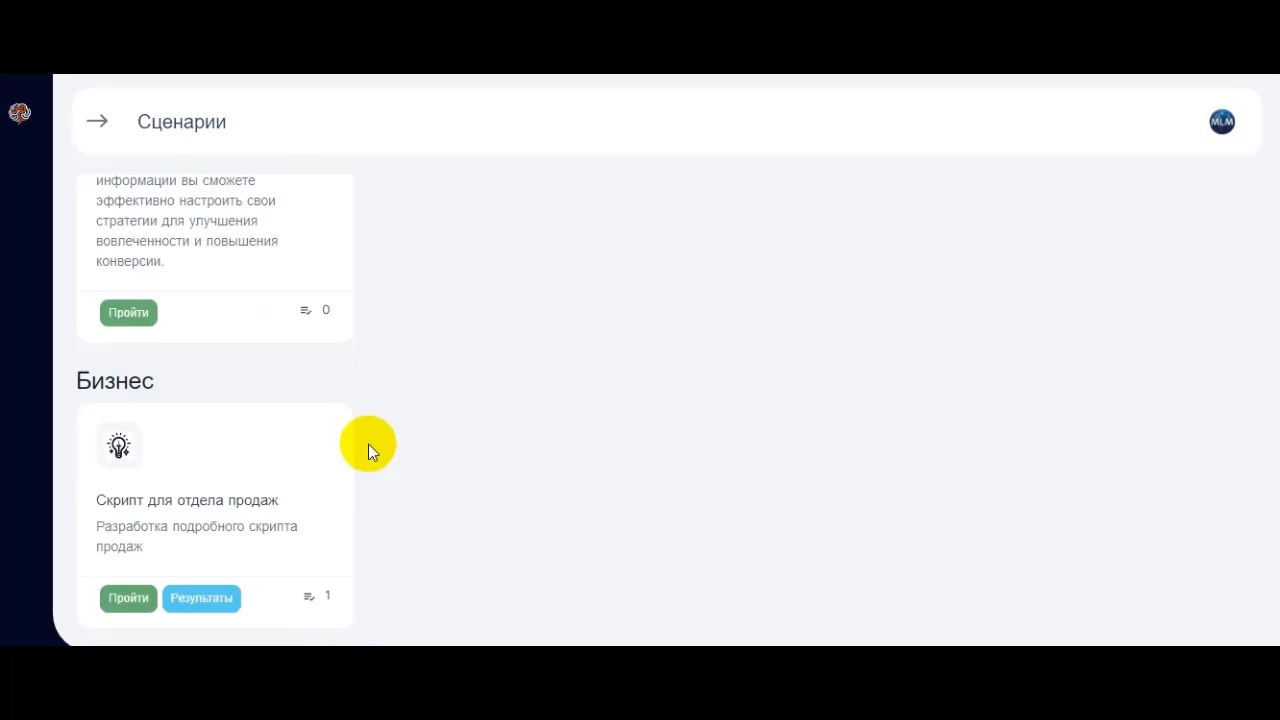 Сценарии
MLM
информации вы сможете
эффективно настроить свои
стратегии для улучшения
вовлеченности и повышения
конверсии.
Пройти
0
Бизнес
Скрипт для отдела продаж
Разработка подробного скрипта
продаж
Пройти Результаты
1